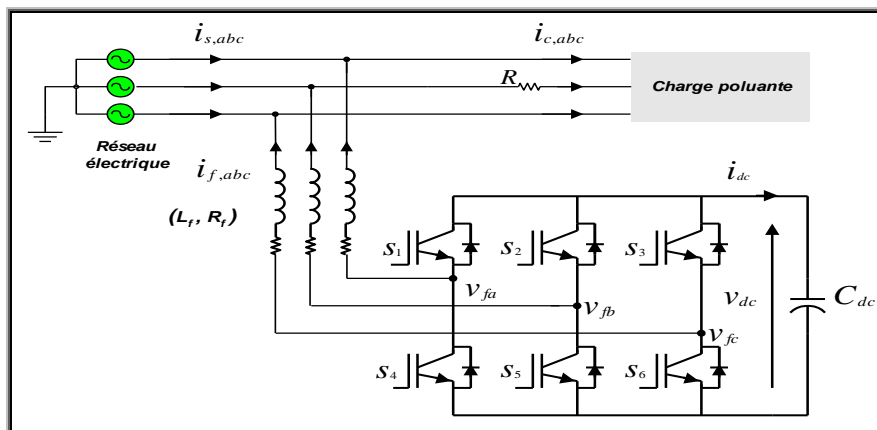 i_{s,abc}
i_{c,abc}
R
Charge poluante
Réseau
électrique
i_{f,abc}
(L_f, R_f)
i_{dc}
S_1
S_2
S_3
v_{fa}
v_{fb}
v_{fc}
v_{dc}
C_{dc}
S_4
S_5
S_6